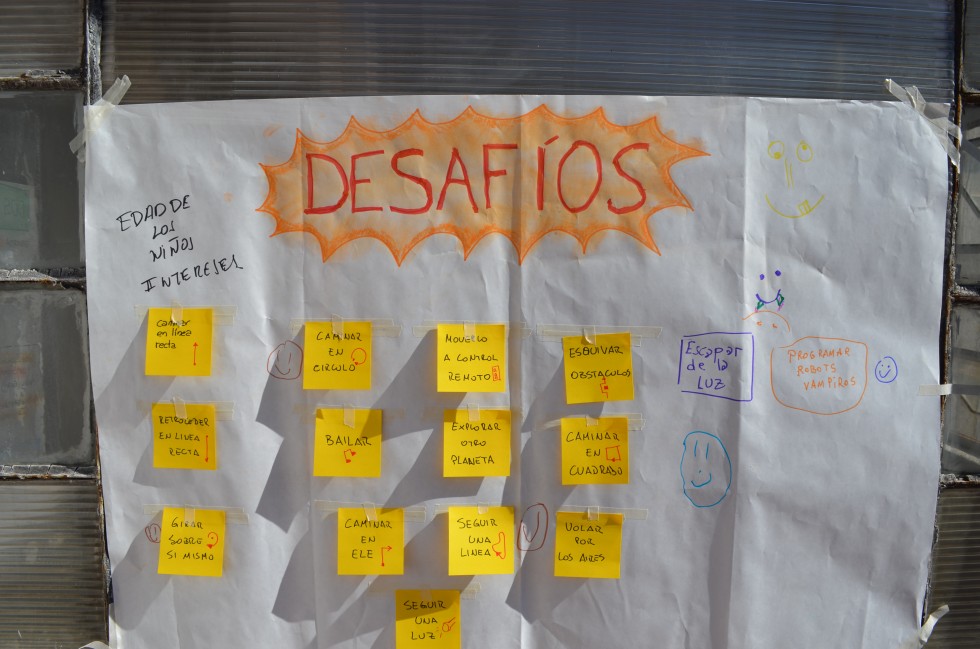 DESAFÍOS
EDAD DE
LOS
NIÑOS
INTERESES
caminar
en línea
recta
CAMINAR
EN
CIRCULO
MOVERLO
A CONTROL
REMOTO
ESQUIVAR
OBSTACULOS
Escapar
de la
LUZ
PROGRAMAR
ROBOTS
VAMPIROS
RETROCEDER
EN LINEA
RECTA
BAILAR
EXPLORAR
OTRO
PLANETA
CAMINAR
EN
CUADRADO
GIRAR
SOBRE
SI MISMO
CAMINAR
EN
ELE
SEGUIR
UNA
LINEA
VOLAR
POR
LOS AIRES
SEGUIR
UNA
LUZ